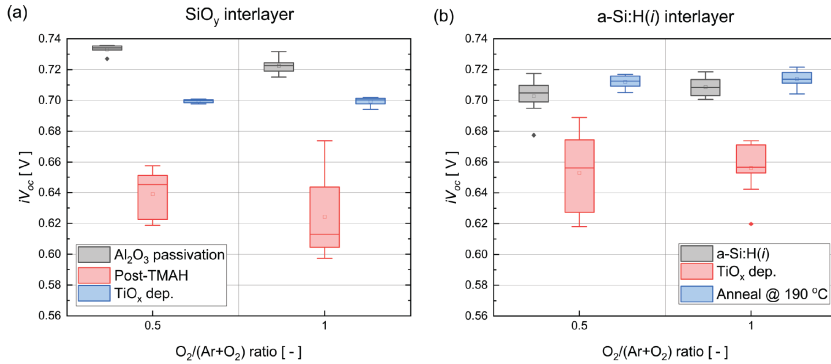 (a)
SiOy interlayer
0.74
0.72
0.70
0.68
0.66
0.64
0.62
0.60
0.58
0.56
iVoc [ V ]
Al2O3 passivation
Post-TMAH
TiOx dep.
0.5
1
O2/(Ar+O2) ratio [ - ]
(b)
a-Si:H(i) interlayer
0.74
0.72
0.70
0.68
0.66
0.64
0.62
0.60
0.58
0.56
iVoc [ V ]
a-Si:H(i)
TiOx dep.
Anneal @ 190 °C
0.5
1
O2/(Ar+O2) ratio [ - ]